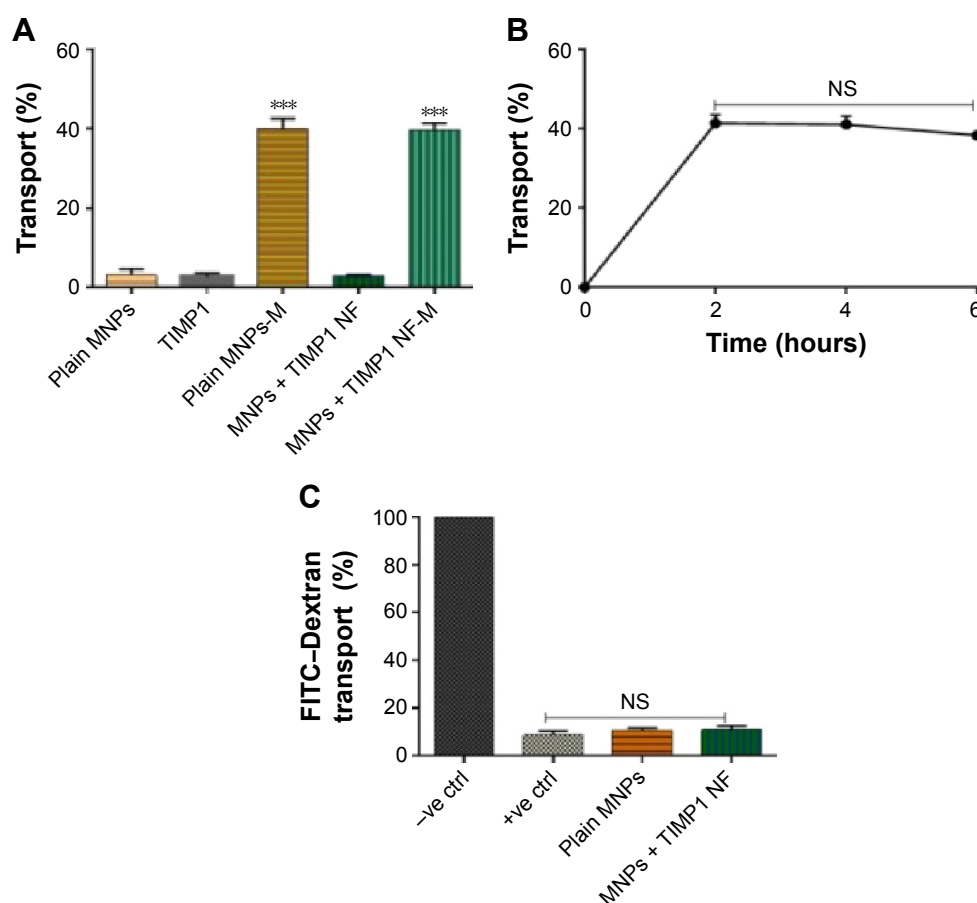 A
Transport (%)
60
40
20
0
***
***
Plain MNPs
TIMP1
Plain MNPs-M
MNPs + TIMP1 NF
MNPs + TIMP1 NF-M
B
Transport (%)
60
40
20
0
NS
0
2
4
6
Time (hours)
C
FITC–Dextran
transport (%)
100
80
60
40
20
0
NS
–ve ctrl
+ve ctrl
Plain MNPs
MNPs + TIMP1 NF